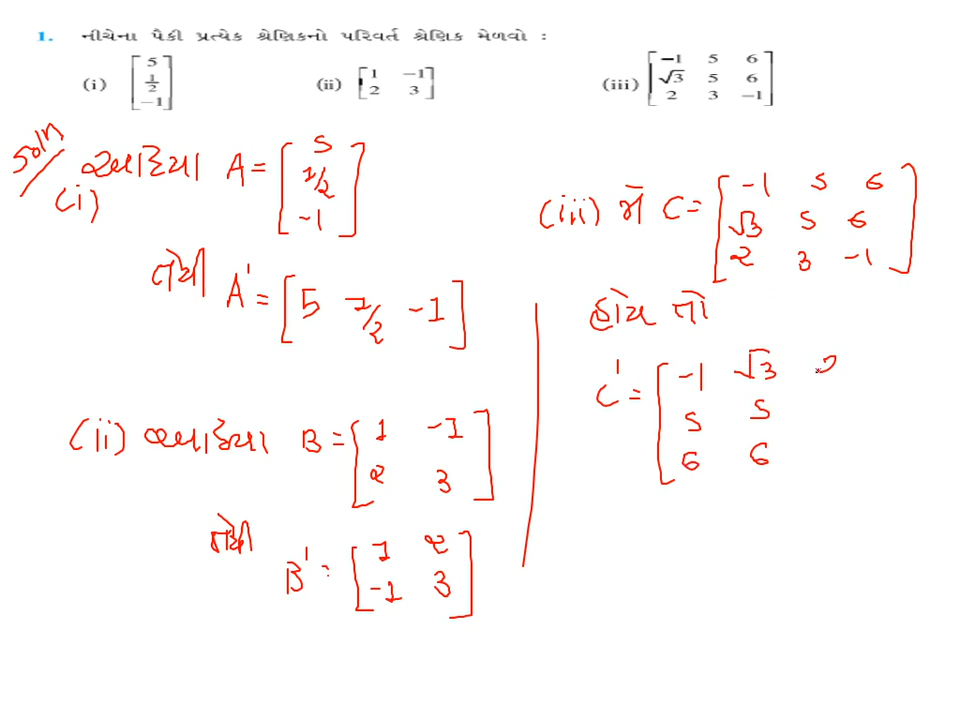 1. નીચેના પૈકી પ્રત્યેક શ્રેણિકનો પરિવર્ત શ્રેણિક મેળવો :
(i) [5 1/2 −1] (ii) [1 −1 2 3] (iii) [−1 5 6 √3 5 6 2 3 −1]
Soln
(i) A = [5 1/2 -1]
તેથી A' = [5 1/2 -1]
(ii) B = [1 -1 2 3]
તેથી B' = [1 2 -1 3]
(iii) જો C = [-1 5 6 √3 5 6 2 3 -1]
હોય તો
C' = [-1 √3 2 5 5 6 6